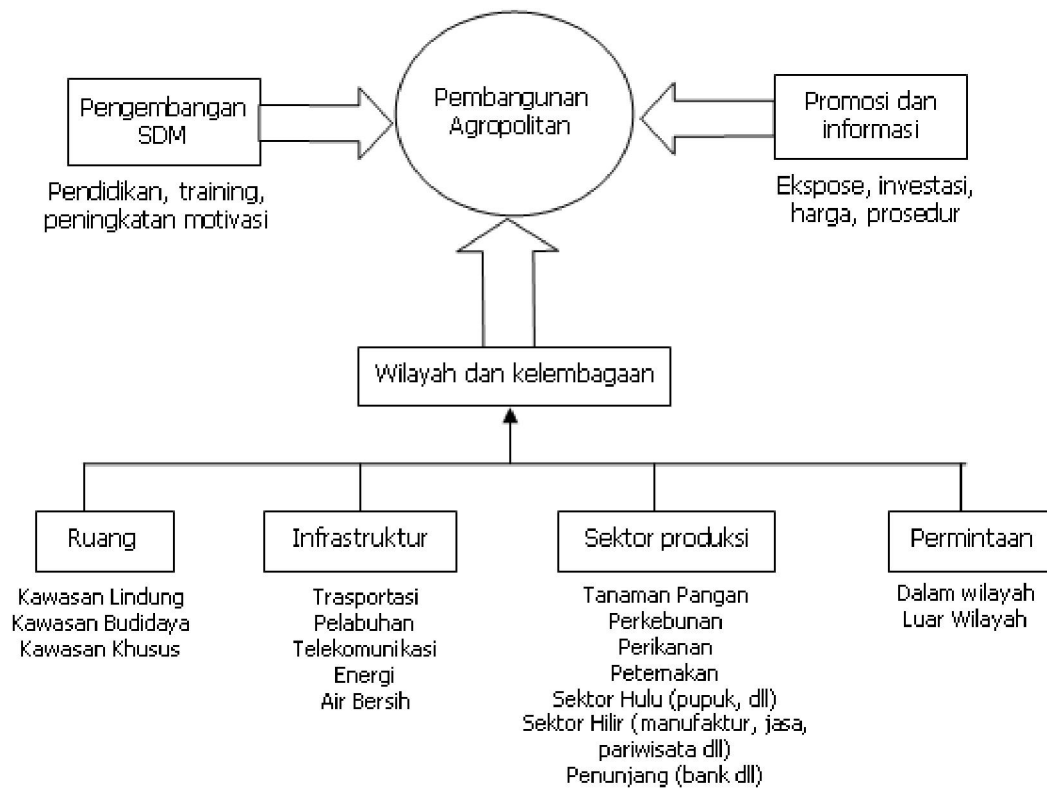 Pengembangan
SDM
Pendidikan, training,
peningkatan motivasi
Pembangunan
Agropolitan
Promosi dan
informasi
Ekspose, investasi,
harga, prosedur
Wilayah dan kelembagaan
Ruang
Kawasan Lindung
Kawasan Budidaya
Kawasan Khusus
Infrastruktur
Trasportasi
Pelabuhan
Telekomunikasi
Energi
Air Bersih
Sektor produksi
Tanaman Pangan
Perkebunan
Perikanan
Peternakan
Sektor Hulu (pupuk, dll)
Sektor Hilir (manufaktur, jasa,
pariwisata dll)
Penunjang (bank dll)
Permintaan
Dalam wilayah
Luar Wilayah